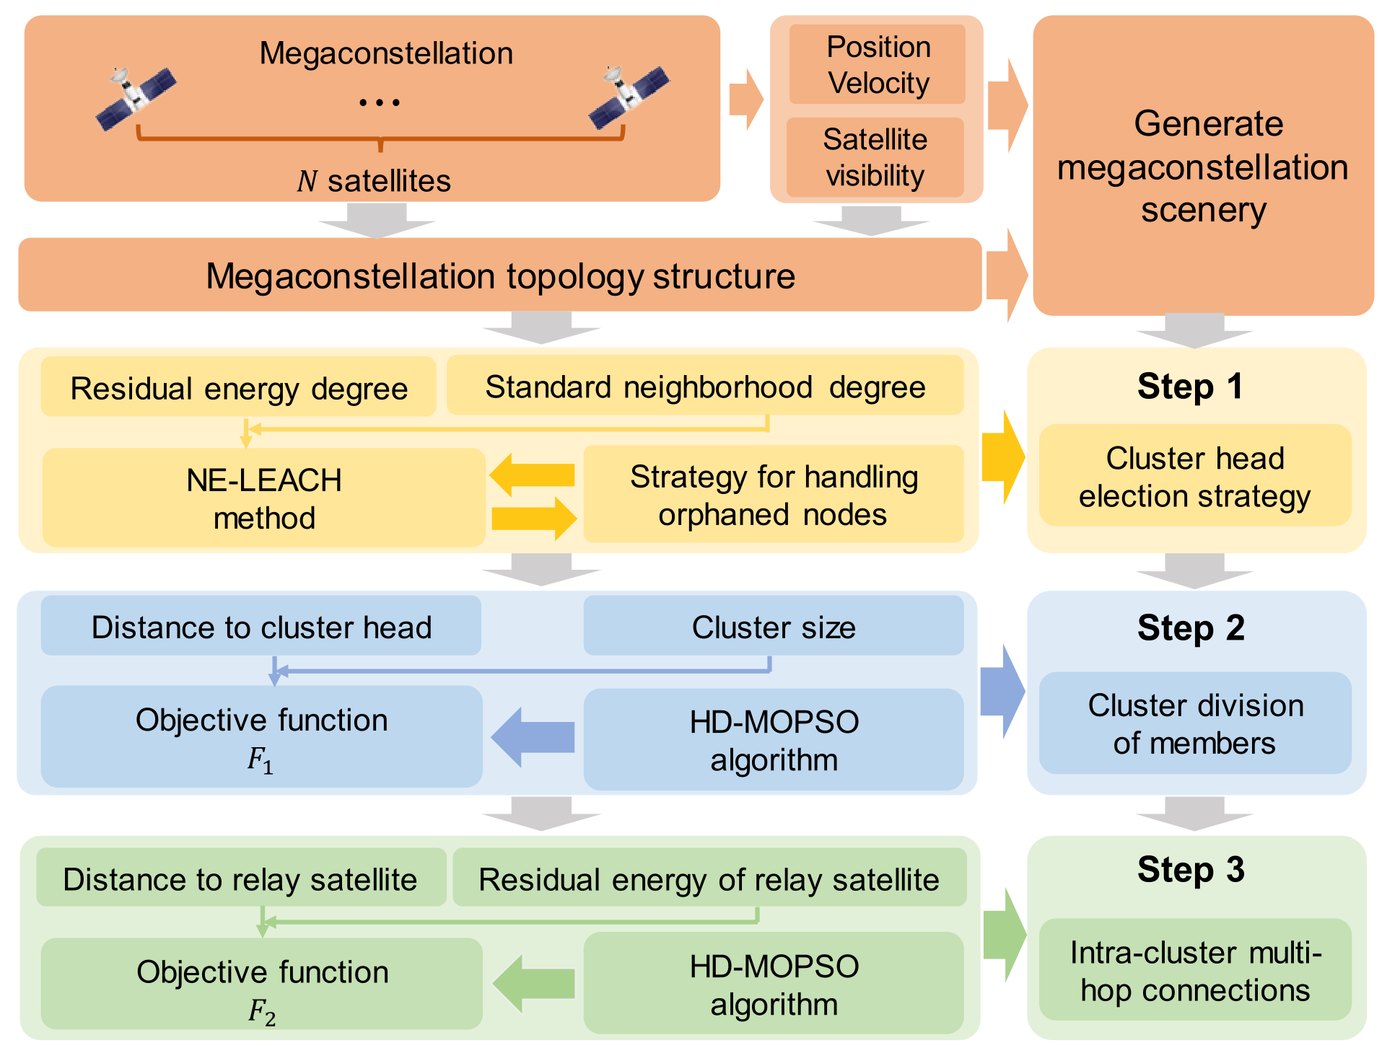 Megaconstellation
...
N satellites
Position
Velocity
Satellite
visibility
Generate
megaconstellation
scenery
Megaconstellation topology structure
Residual energy degree
Standard neighborhood degree
NE-LEACH
method
Strategy for handling
orphaned nodes
Step 1
Cluster head
election strategy
Distance to cluster head
Cluster size
Objective function
F₁
HD-MOPSO
algorithm
Step 2
Cluster division
of members
Distance to relay satellite
Residual energy of relay satellite
Objective function
F₂
HD-MOPSO
algorithm
Step 3
Intra-cluster multi-
hop connections